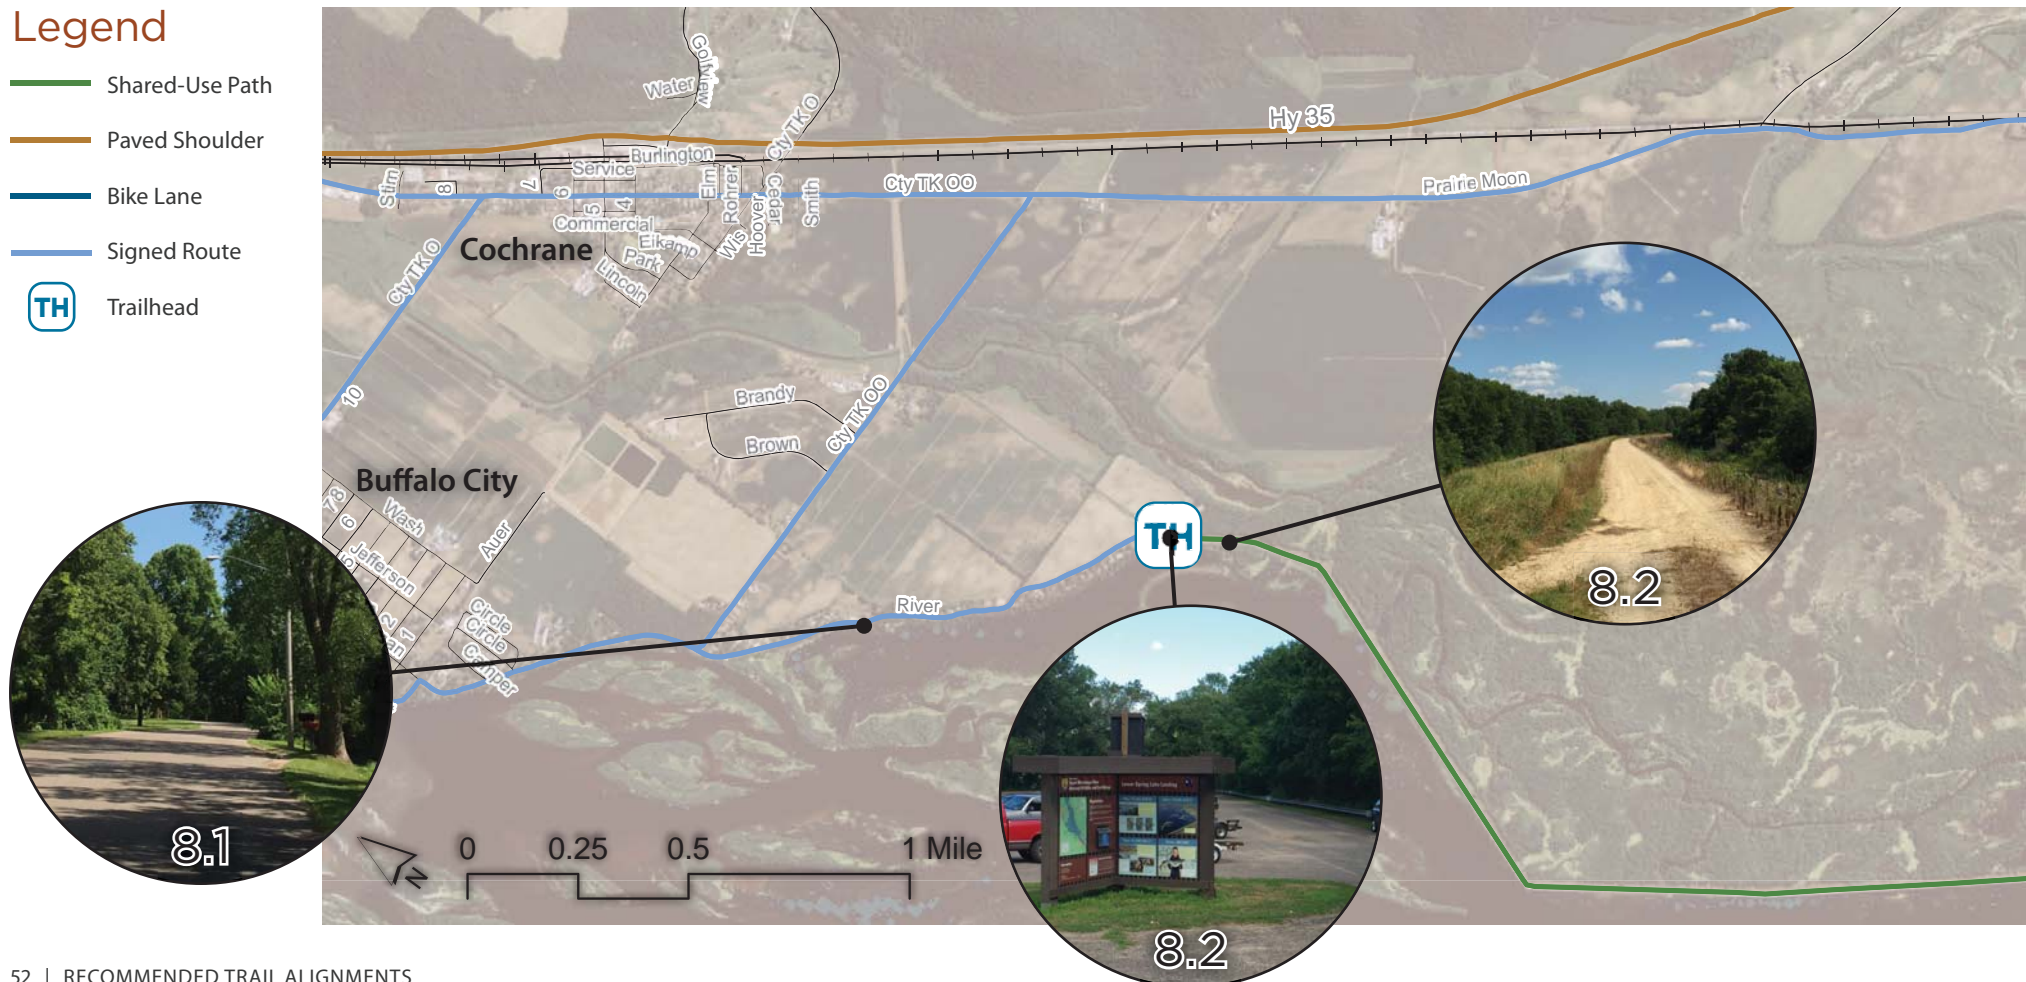 Legend
Shared-Use Path
Paved Shoulder
Bike Lane
Signed Route
TH Trailhead
Golfview
Water
Cty TK O
Hy 35
Burlington
Service
Stim
8
7
6
5
4
Elm
Rohrer
Cedar
Hoover
Smith
Cty TK OO
Prairie Moon
Commercial
Eikamp
Wis
Park
Lincoln
Cochrane
Cty TK O
10
Brandy
Brown
Cty TK OO
Buffalo City
78
6
Wash
Jefferson
Auer
2
1
Circle
Circle
Camper
River
TH
8.2
8.1
8.2
N
0 0.25 0.5 1 Mile
52 | RECOMMENDED TRAIL ALIGNMENTS